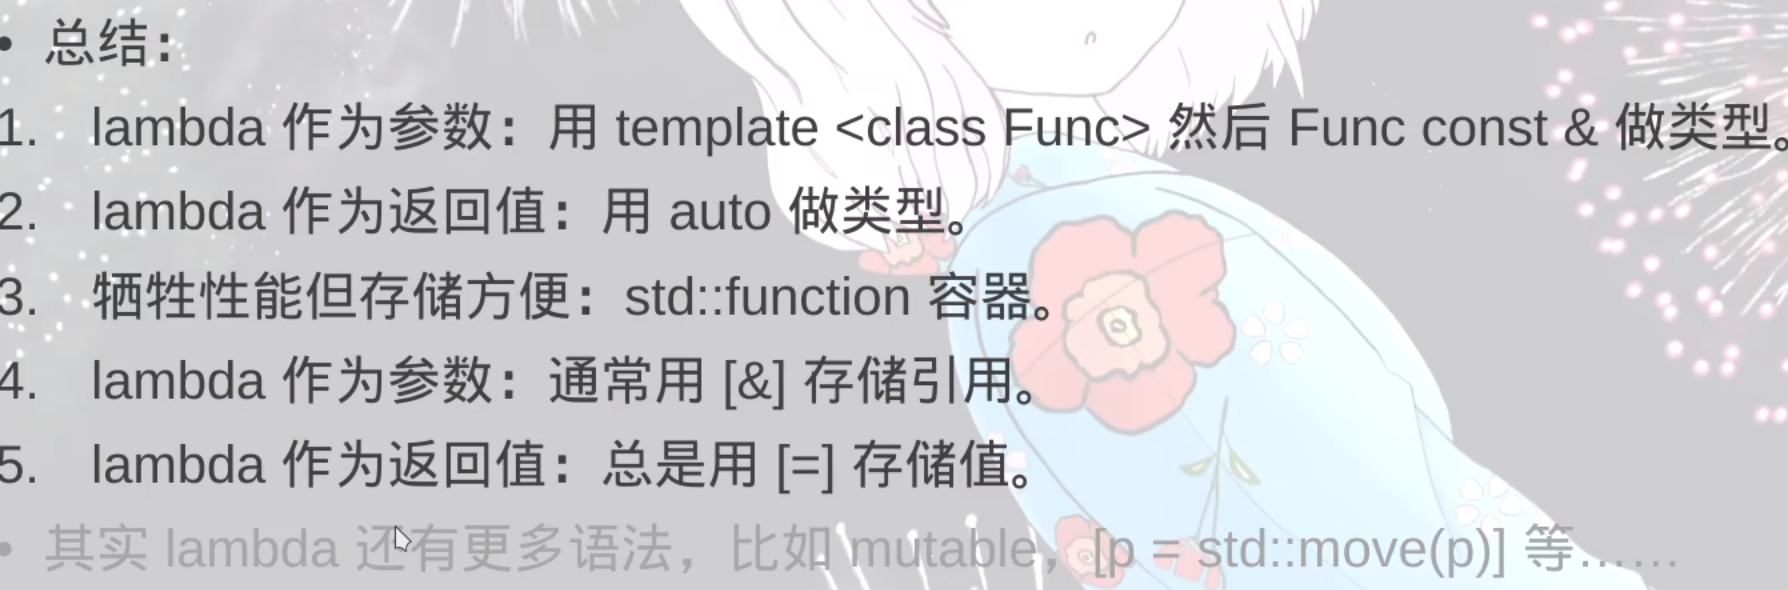 • 总结：
1. lambda 作为参数：用 template <class Func> 然后 Func const & 做类型。
2. lambda 作为返回值：用 auto 做类型。
3. 牺牲性能但存储方便：std::function 容器。
4. lambda 作为参数：通常用 [&] 存储引用。
5. lambda 作为返回值：总是用 [=] 存储值。
• 其实 lambda 还有更多语法，比如 mutable，[p = std::move(p)] 等……